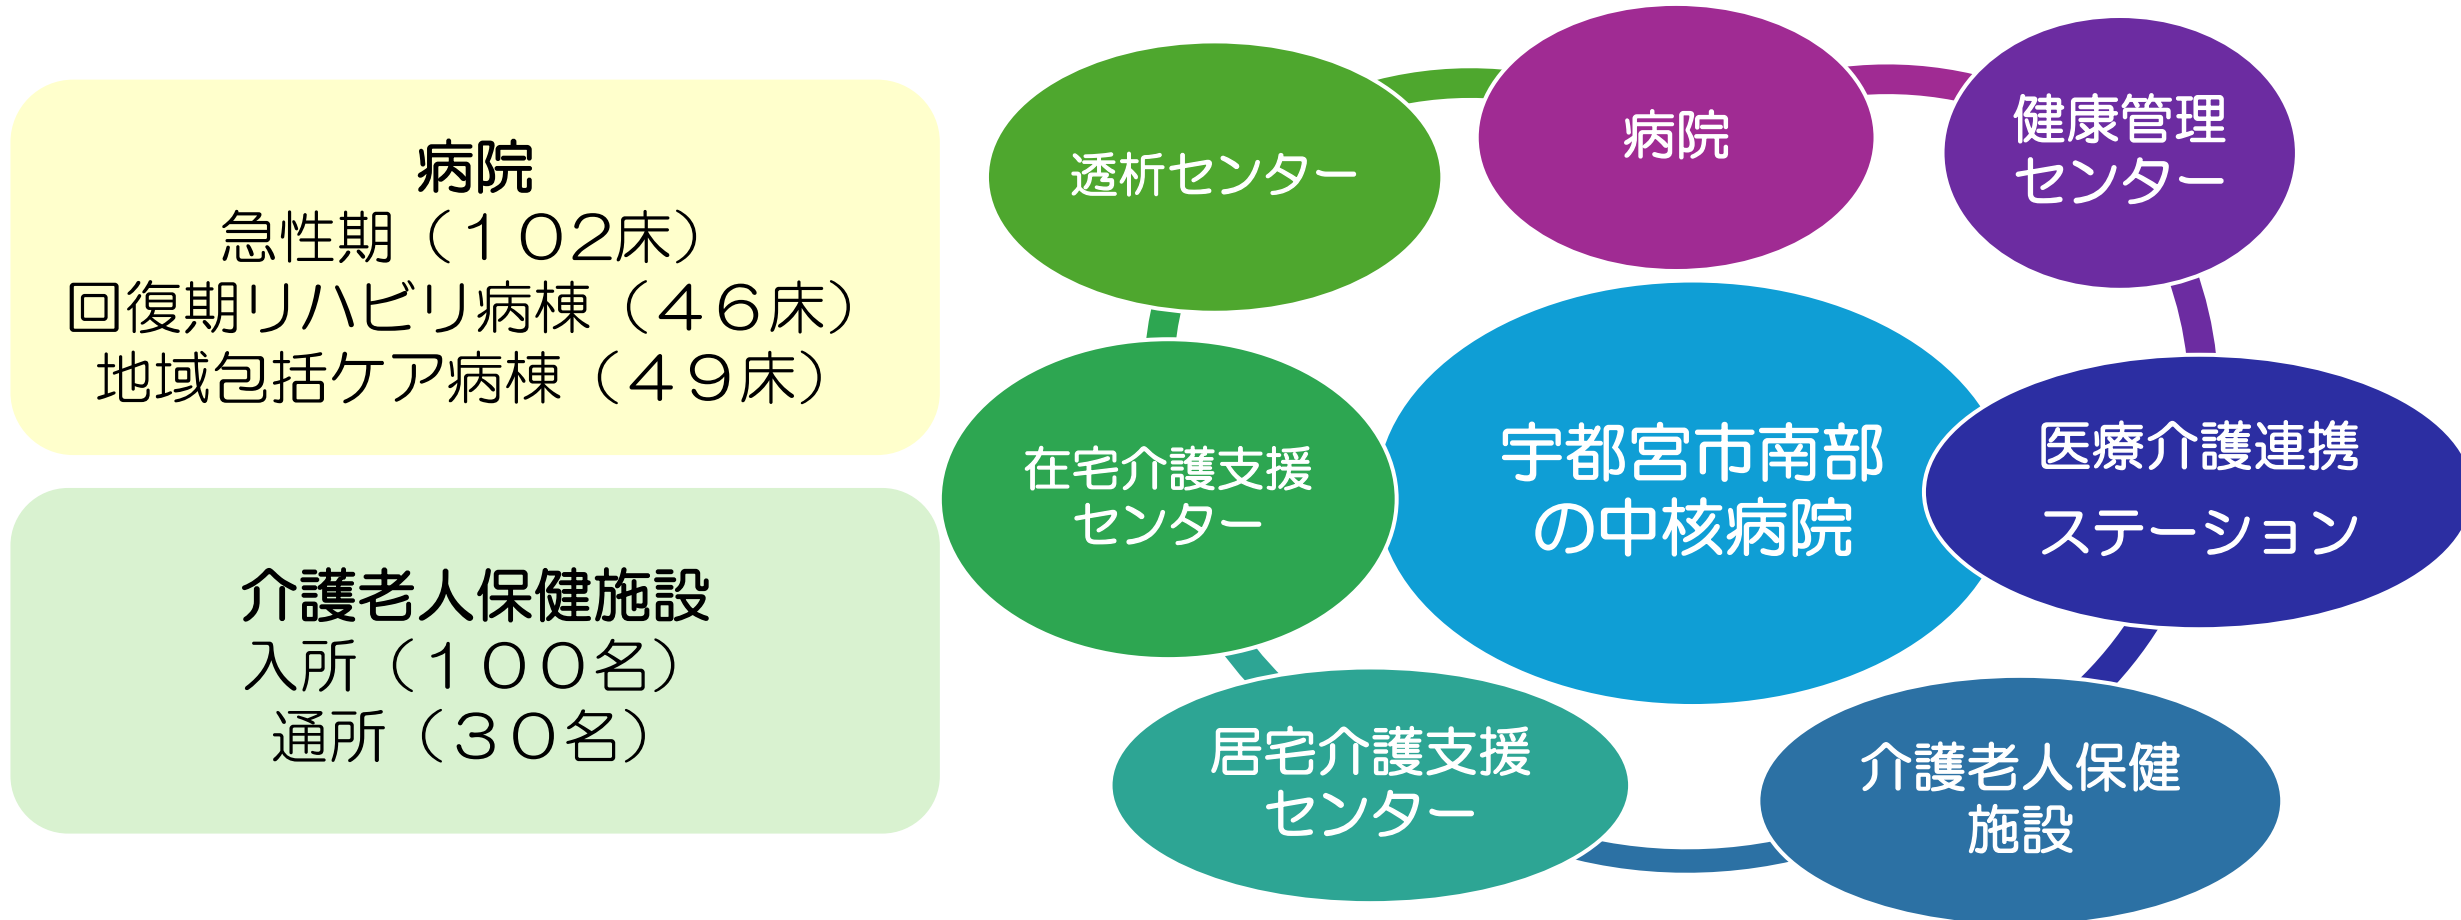 病院
急性期（１０２床）
回復期リハビリ病棟（４６床）
地域包括ケア病棟（４９床）
介護老人保健施設
入所（１００名）
通所（３０名）
病院
健康管理
センター
医療介護連携
ステーション
介護老人保健
施設
居宅介護支援
センター
在宅介護支援
センター
透析センター
宇都宮市南部
の中核病院